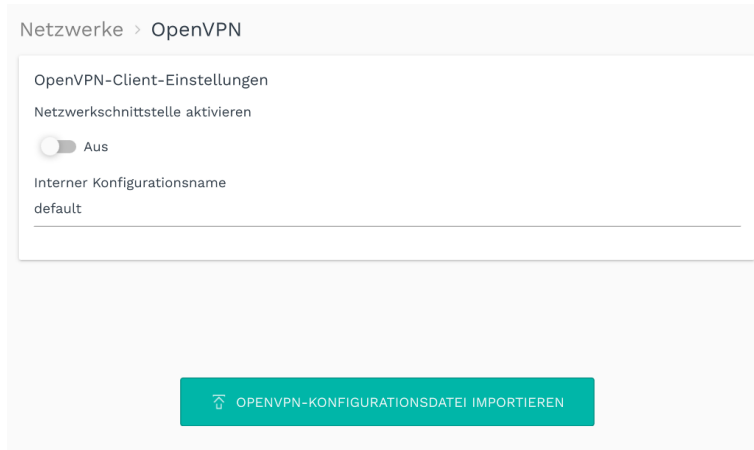 Netzwerke > OpenVPN
OpenVPN-Client-Einstellungen
Netzwerkschnittstelle aktivieren
Aus
Interner Konfigurationsname
default
OPENVPN-KONFIGURATIONSDATEI IMPORTIEREN